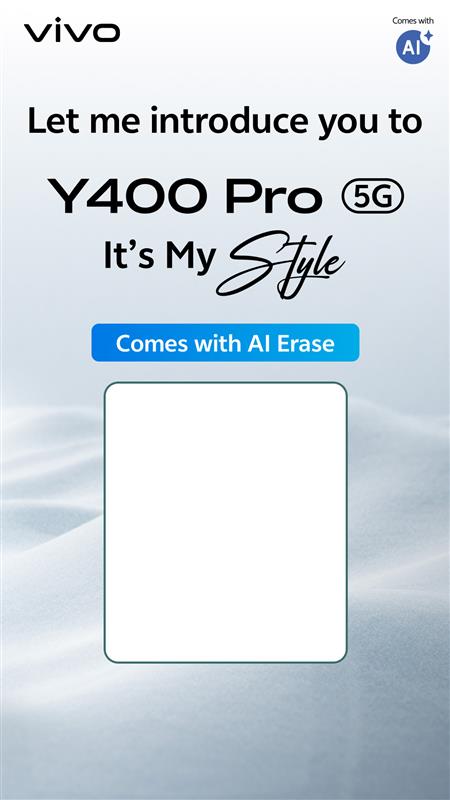 vivo
Comes with
AI
Let me introduce you to
Y400 Pro 5G
It's My Style
Comes with AI Erase